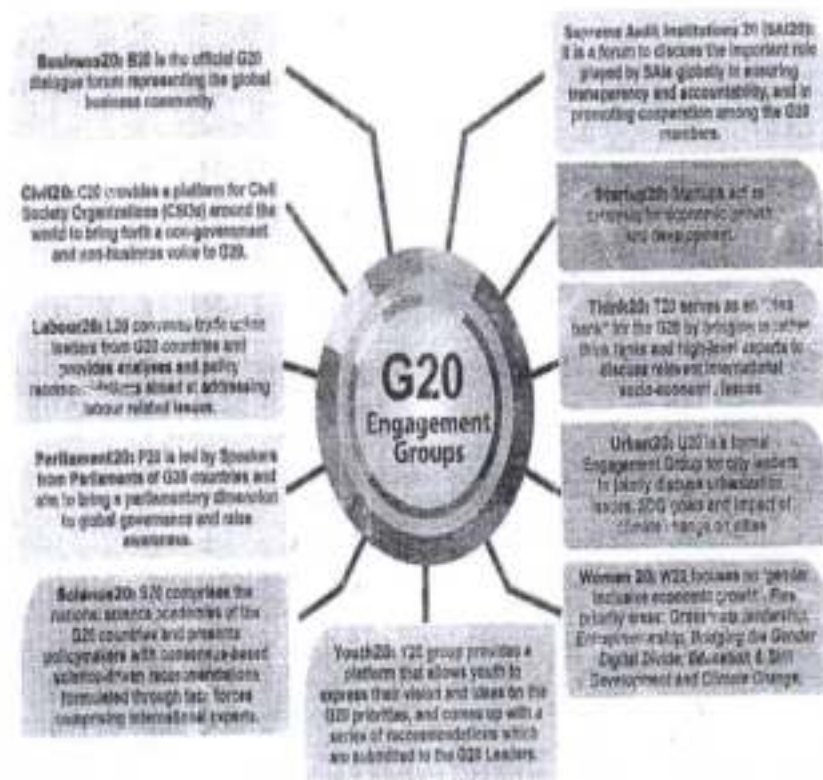 Business20: B20 is the official G20
dialogue forum representing the global
business community.
Civil20: C20 provides a platform for Civil
Society Organizations (CSOs) around the
world to bring forth a non-government
and non-business voice to G20.
Labour20: L20 convenes trade union
leaders from G20 countries and
provides analyses and policy
recommendations aimed at addressing
labour related issues.
Parliament20: P20 is led by Speakers
from Parliaments of G20 countries and
aim to bring a parliamentary dimension
to global governance and raise
awareness.
Science20: S20 comprises the
national science academies of the
G20 countries and presents
policymakers with consensus-based
science-driven recommendations
formulated through task forces
comprising international experts.
G20
Engagement
Groups
Youth20: Y20 group provides a
platform that allows youth to
express their vision and ideas on the
G20 priorities, and comes up with a
series of recommendations which
are submitted to the G20 Leaders.
Supreme Audit Institutions 20 (SAI20):
It is a forum to discuss the important role
played by SAIs globally in ensuring
transparency and accountability, and in
promoting cooperation among the G20
members.
Startup20: Startups act as
for economic growth
and development.
Think20: T20 serves as an "idea
bank" for the G20 by bringing together
think tanks and high-level experts to
discuss relevant international
socio-economic issues.
Urban20: U20 is a formal
Engagement Group for city leaders
to jointly discuss urbanization
issues, SDG goals and impact of
climate change on cities
Women 20: W20 focuses on "gender
inclusive economic growth". Five
priority areas: Grassroots leadership,
Entrepreneurship, Bridging the Gender
Digital Divide, Education & Skill
Development and Climate Change.